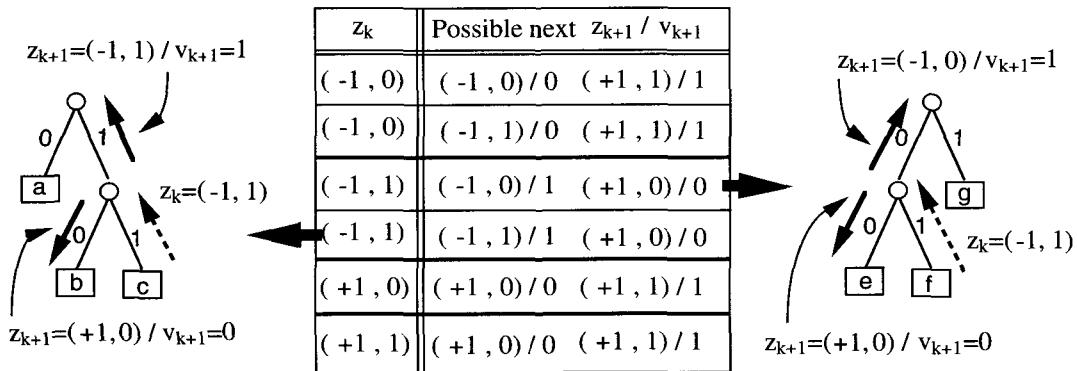 z_{k+1}=(-1, 1) / v_{k+1}=1
0 1
a
z_k=(-1, 1)
0 1
b c
z_{k+1}=(+1,0) / v_{k+1}=0
z_k Possible next z_{k+1} / v_{k+1}
(-1, 0) (-1, 0) / 0 (+1, 1) / 1
(-1, 0) (-1, 1) / 0 (+1, 1) / 1
(-1, 1) (-1, 0) / 1 (+1, 0) / 0
(-1, 1) (-1, 1) / 1 (+1, 0) / 0
(+1, 0) (+1, 0) / 0 (+1, 1) / 1
(+1, 1) (+1, 0) / 0 (+1, 1) / 1
z_{k+1}=(-1, 0) / v_{k+1}=1
0 1
g
0 1
z_k=(-1, 1)
e f
z_{k+1}=(+1,0) / v_{k+1}=0